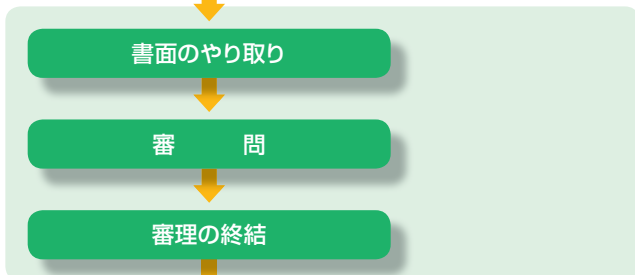 書面のやり取り
審　　　問
審理の終結